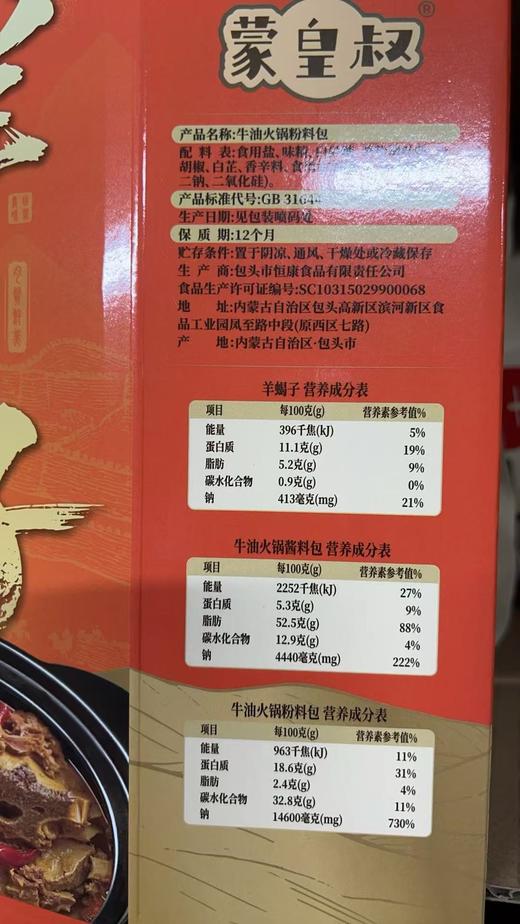 蒙皇叔®
产品名称:牛油火锅粉料包
配 料 表:食用盐、味精、
胡椒、白芷、香辛料、食
二钠、二氧化硅)。
产品标准代号:GB 31644
生产日期:见包装喷码处
保 质 期:12个月
贮存条件:置于阴凉、通风、干燥处或冷藏保存
生 产 商:包头市恒康食品有限责任公司
食品生产许可证编号:SC10315029900068
地 址:内蒙古自治区包头高新区滨河新区食
品工业园凤至路中段(原西区七路)
产 地:内蒙古自治区·包头市
羊蝎子 营养成分表
项目 每100克(g) 营养素参考值%
能量 396千焦(kJ) 5%
蛋白质 11.1克(g) 19%
脂肪 5.2克(g) 9%
碳水化合物 0.9克(g) 0%
钠 413毫克(mg) 21%
牛油火锅酱料包 营养成分表
项目 每100克(g) 营养素参考值%
能量 2252千焦(kJ) 27%
蛋白质 5.3克(g) 9%
脂肪 52.5克(g) 88%
碳水化合物 12.9克(g) 4%
钠 4440毫克(mg) 222%
牛油火锅粉料包 营养成分表
项目 每100克(g) 营养素参考值%
能量 963千焦(kJ) 11%
蛋白质 18.6克(g) 31%
脂肪 2.4克(g) 4%
碳水化合物 32.8克(g) 11%
钠 14600毫克(mg) 730%